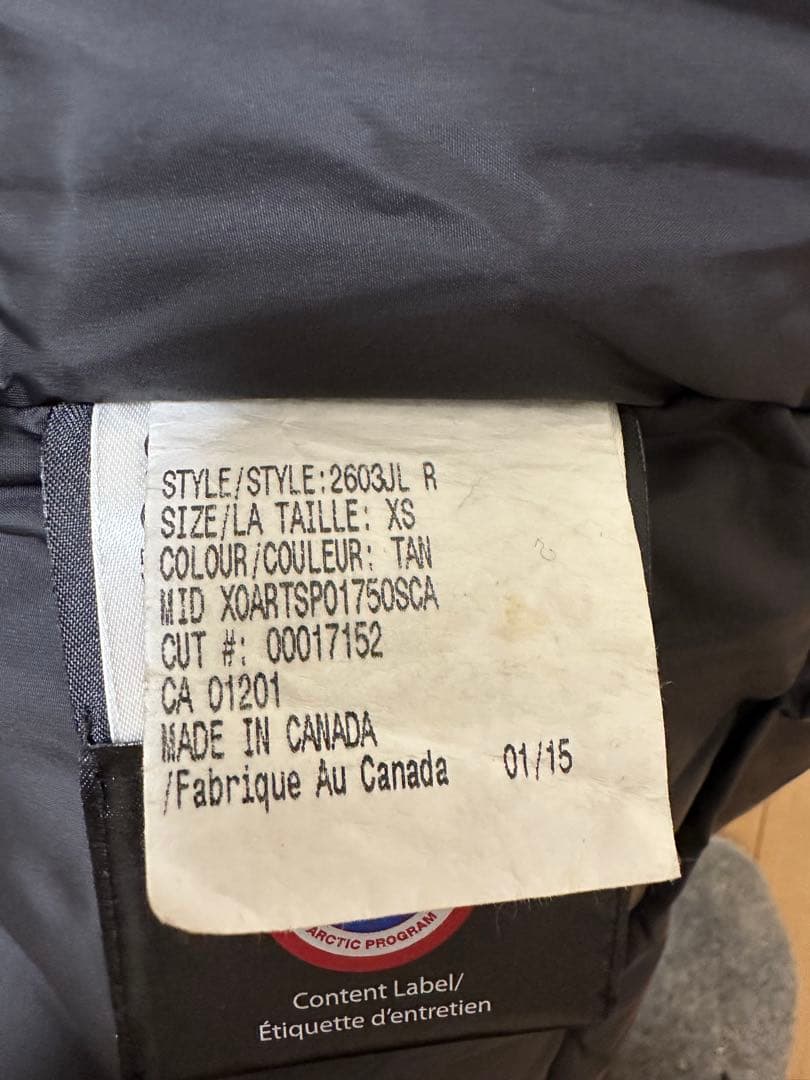 STYLE/STYLE:2603JL R
SIZE/LA TAILLE: XS
COLOUR/COULEUR: TAN
MID XOARTSP01750SCA
CUT #: 00017152
CA 01201
MADE IN CANADA
/Fabrique Au Canada 01/15
ARCTIC PROGRAM
Content Label/
Étiquette d'entretien